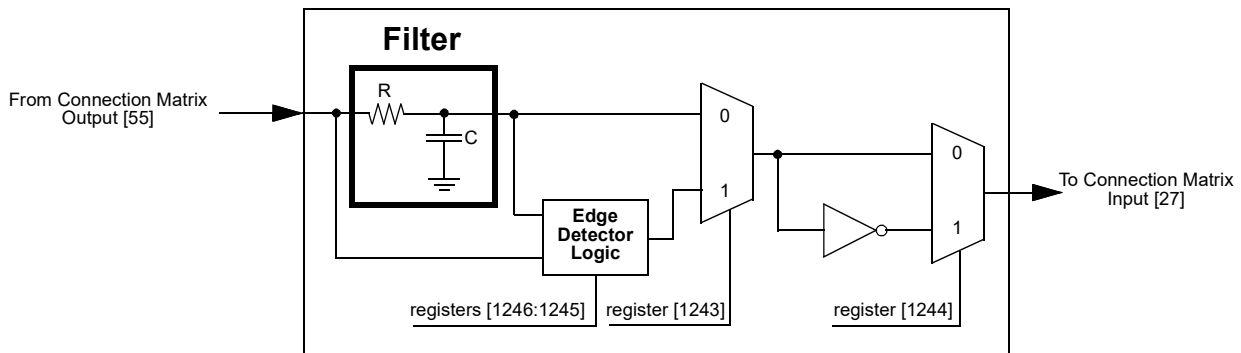 Filter
From Connection Matrix
Output [55]
R
C
0
1
Edge
Detector
Logic
0
1
To Connection Matrix
Input [27]
registers [1246:1245]
register [1243]
register [1244]